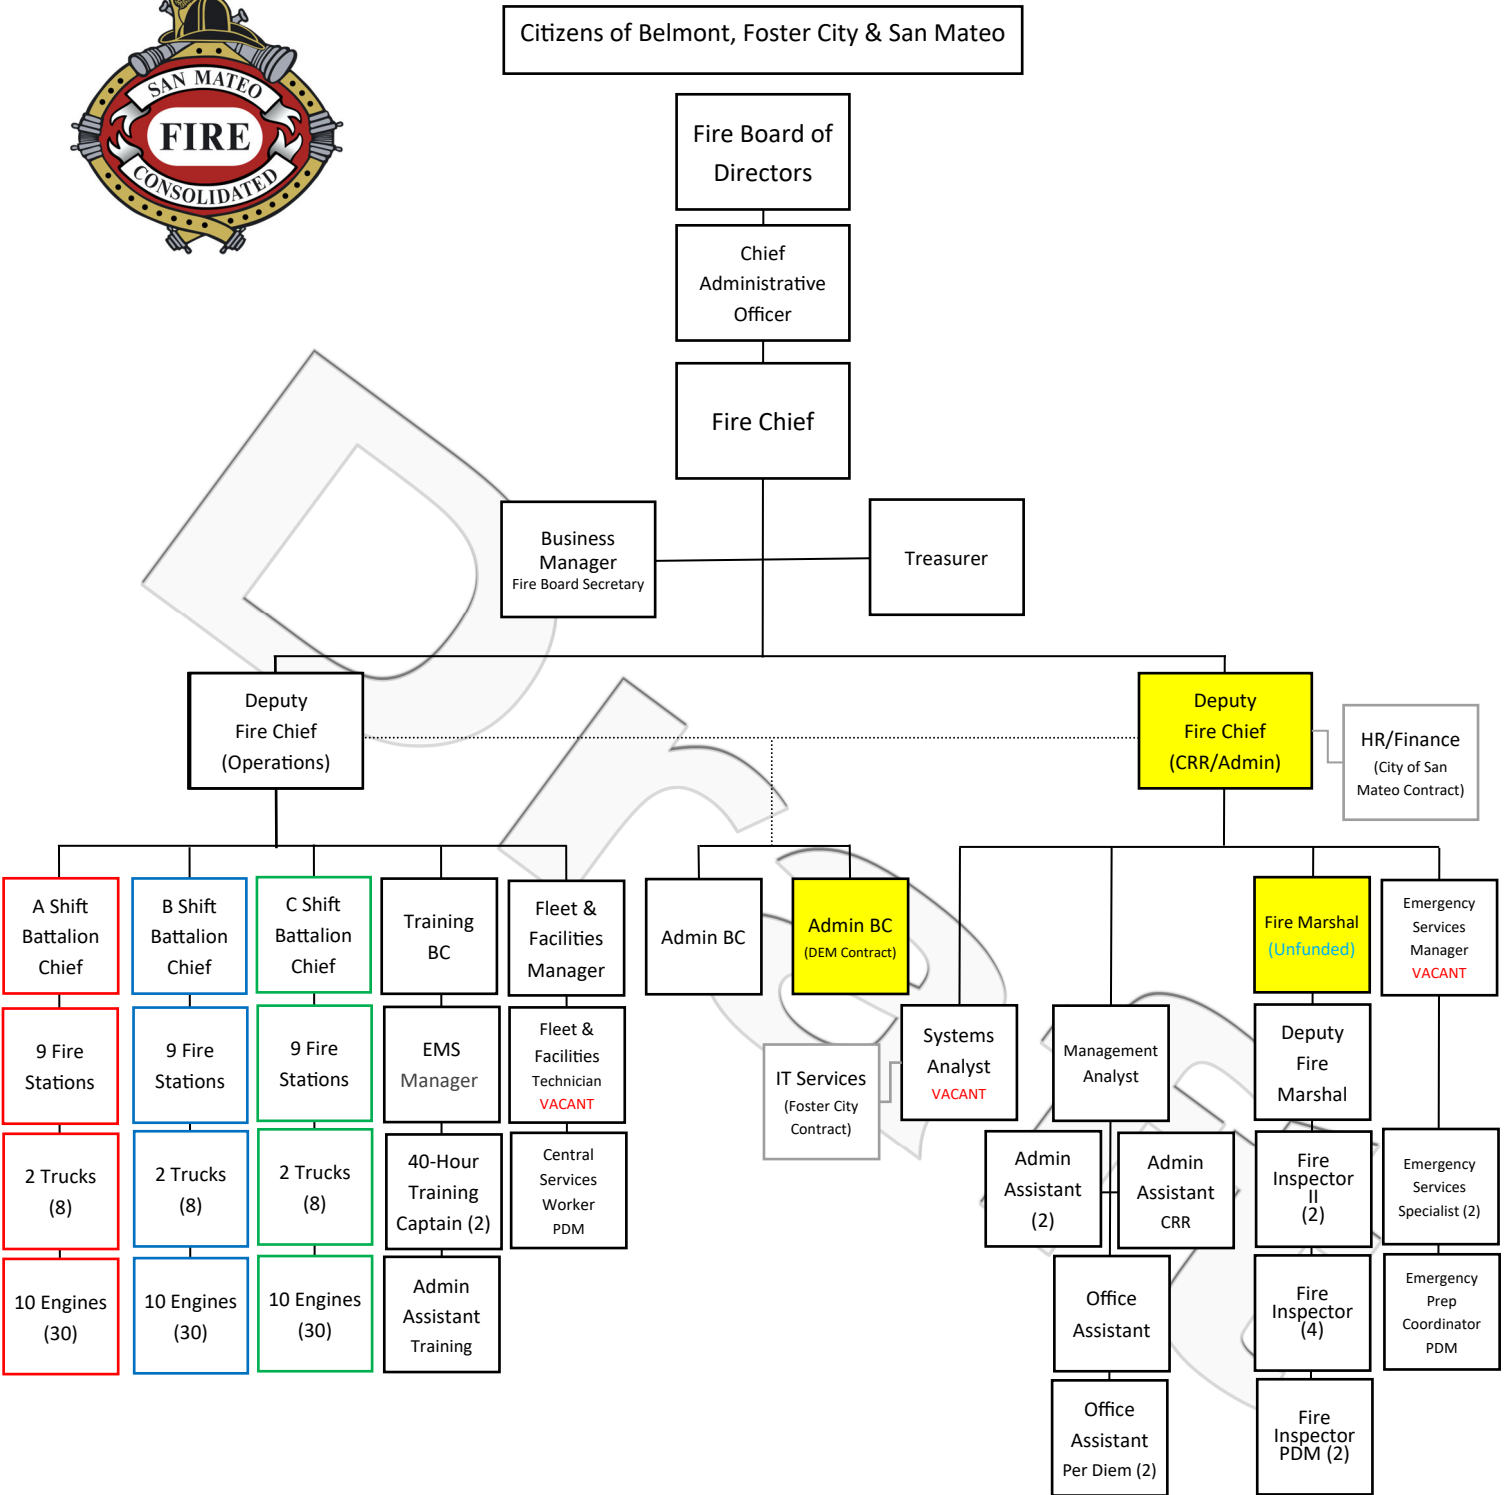 SAN MATEO
FIRE
CONSOLIDATED
Citizens of Belmont, Foster City & San Mateo
Fire Board of
Directors
Chief
Administrative
Officer
Fire Chief
Business
Manager
Fire Board Secretary
Treasurer
Deputy
Fire Chief
(Operations)
Deputy
Fire Chief
(CRR/Admin)
HR/Finance
(City of San
Mateo Contract)
A Shift
Battalion
Chief
B Shift
Battalion
Chief
C Shift
Battalion
Chief
Training
BC
Fleet &
Facilities
Manager
Admin BC
Admin BC
(DEM Contract)
Fire Marshal
(Unfunded)
Emergency
Services
Manager
VACANT
9 Fire
Stations
9 Fire
Stations
9 Fire
Stations
EMS
Manager
Fleet &
Facilities
Technician
VACANT
IT Services
(Foster City
Contract)
Systems
Analyst
VACANT
Management
Analyst
Deputy
Fire
Marshal
2 Trucks
(8)
2 Trucks
(8)
2 Trucks
(8)
40-Hour
Training
Captain (2)
Central
Services
Worker
PDM
Admin
Assistant
(2)
Admin
Assistant
CRR
Fire
Inspector
II
(2)
Emergency
Services
Specialist (2)
10 Engines
(30)
10 Engines
(30)
10 Engines
(30)
Admin
Assistant
Training
Office
Assistant
Fire
Inspector
(4)
Emergency
Prep
Coordinator
PDM
Office
Assistant
Per Diem (2)
Fire
Inspector
PDM (2)
Draft